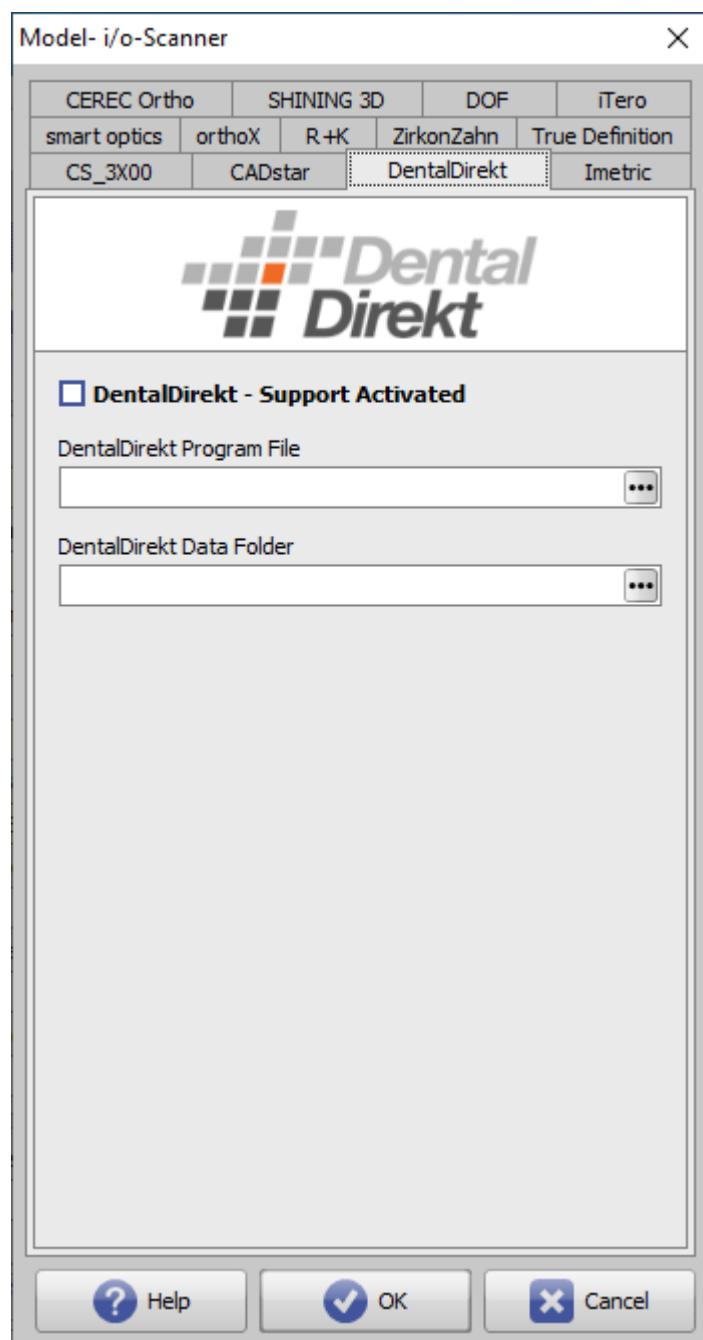 Model- i/o-Scanner
CEREC Ortho SHINING 3D DOF iTero
smart optics orthoX R+K ZirkonZahn True Definition
CS_3X00 CADstar DentalDirekt Imetric
Dental
Direkt
DentalDirekt - Support Activated
DentalDirekt Program File
DentalDirekt Data Folder
Help OK Cancel